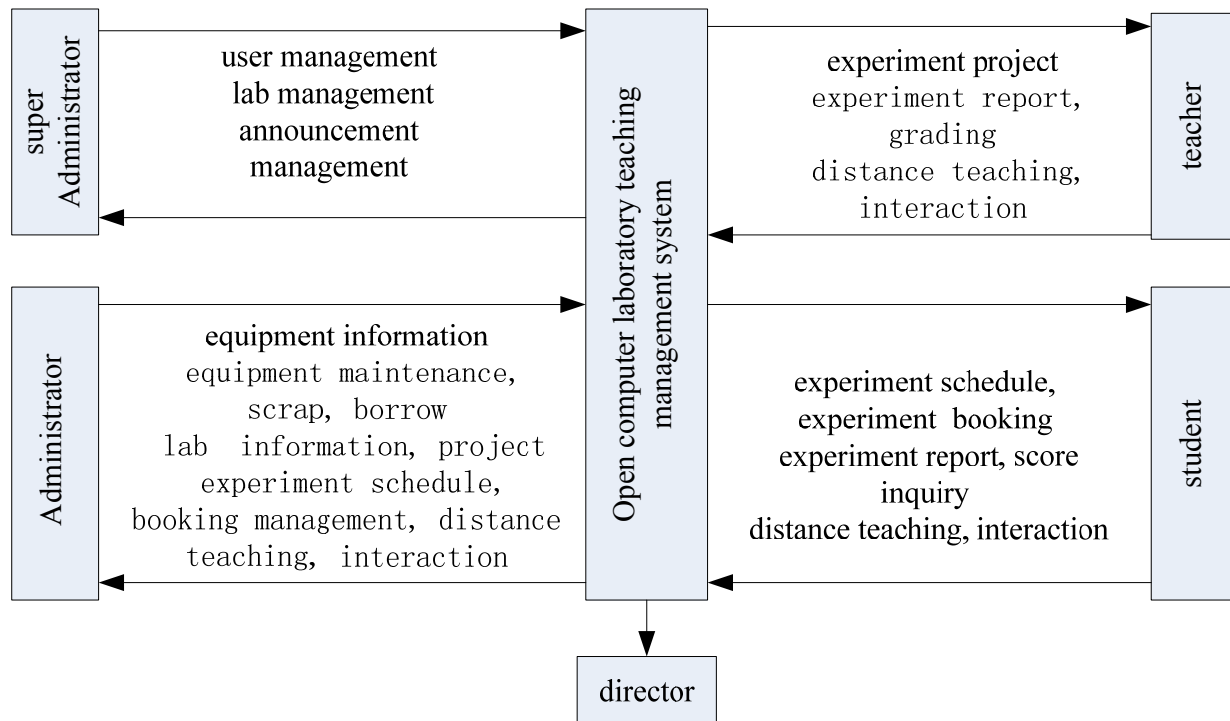 super
Administrator
user management
lab management
announcement
management
Open computer laboratory teaching
management system
experiment project
experiment report,
grading
distance teaching,
interaction
teacher
Administrator
equipment information
equipment maintenance,
scrap, borrow
lab information, project
experiment schedule,
booking management, distance
teaching, interaction
experiment schedule,
experiment booking
experiment report, score
inquiry
distance teaching, interaction
student
director